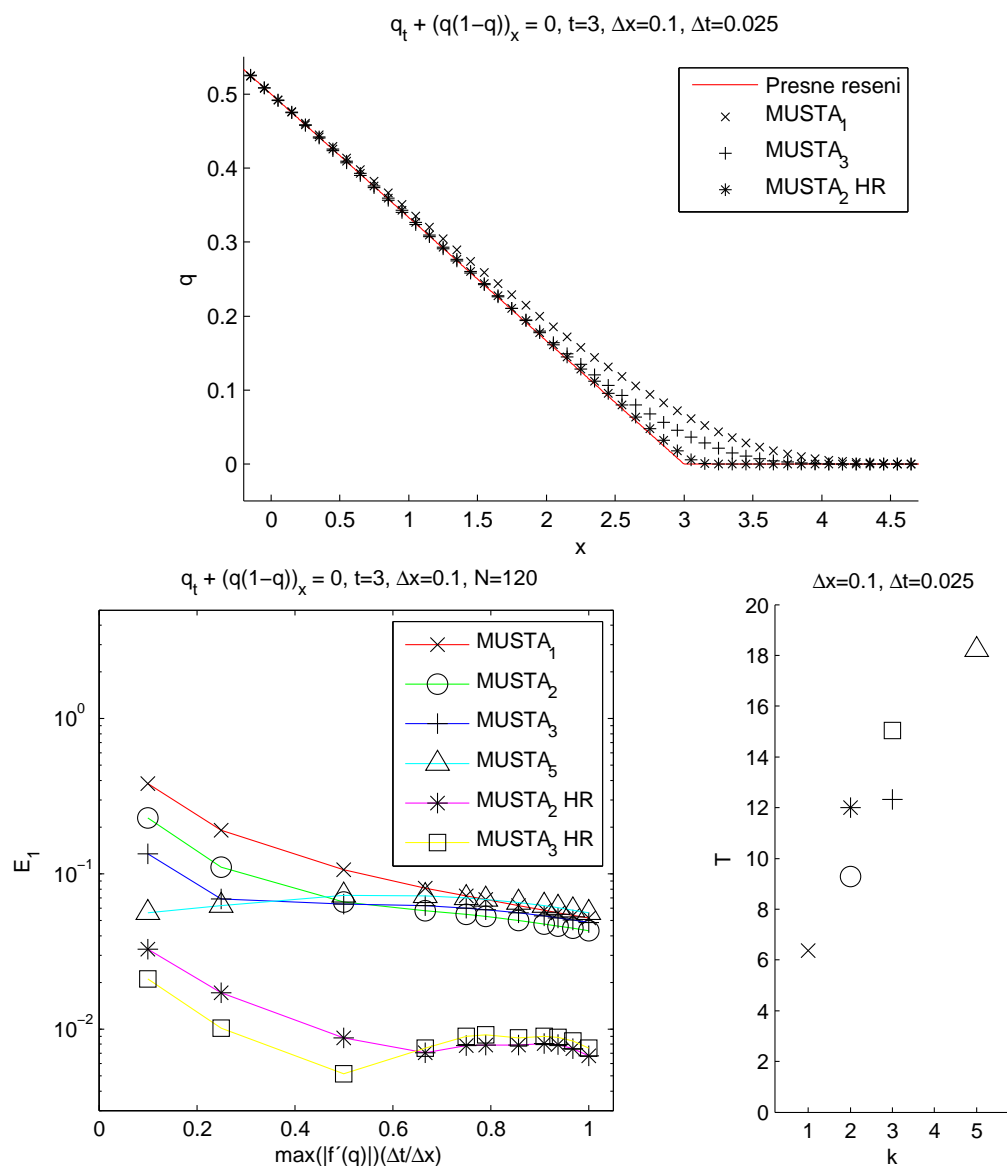 q_t + (q(1−q))_x = 0, t=3, Δx=0.1, Δt=0.025
Presne reseni
MUSTA_1
MUSTA_3
MUSTA_2 HR
0.5
0.4
0.3
0.2
0.1
0
q
0 0.5 1 1.5 2 2.5 3 3.5 4 4.5
x
q_t + (q(1−q))_x = 0, t=3, Δx=0.1, N=120
MUSTA_1
MUSTA_2
MUSTA_3
MUSTA_5
MUSTA_2 HR
MUSTA_3 HR
10^0
10^−1
10^−2
E_1
0 0.2 0.4 0.6 0.8 1
max(|f´(q)|)(Δt/Δx)
Δx=0.1, Δt=0.025
20
18
16
14
12
10
8
6
4
2
0
T
1 2 3 4 5
k